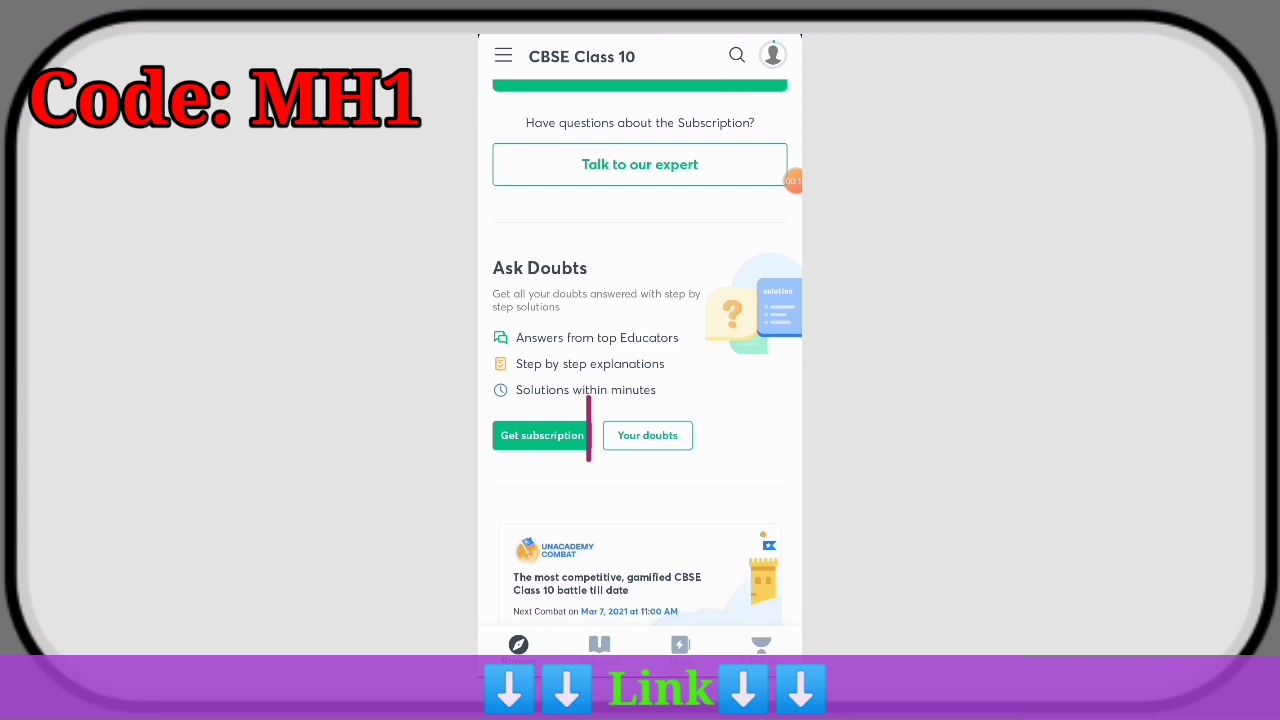 Code: MH1
CBSE Class 10
Have questions about the Subscription?
Talk to our expert
00:1
Ask Doubts
Get all your doubts answered with step by
step solutions
solution
?
Answers from top Educators
Step by step explanations
Solutions within minutes
Get subscription
Your doubts
UNACADEMY
COMBAT
The most competitive, gamified CBSE
Class 10 battle till date
Next Combat on Mar 7, 2021 at 11:00 AM
Browse
Link